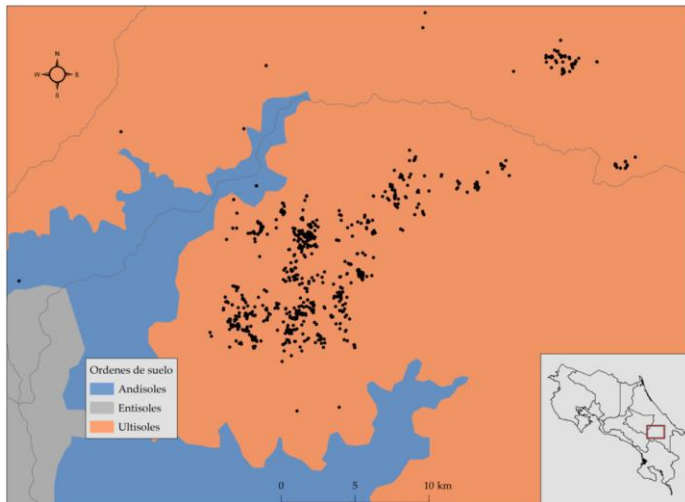 N
W E
S
Ordenes de suelo
Andisoles
Entisoles
Ultisoles
0 5 10 km